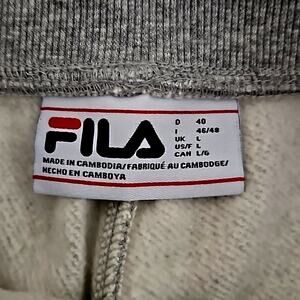 FILA
D 40
I 46/48
UK L
US/F L
CAN L/G
MADE IN CAMBODIA/FABRIQUÉ AU CAMBODGE/
HECHO EN CAMBOYA